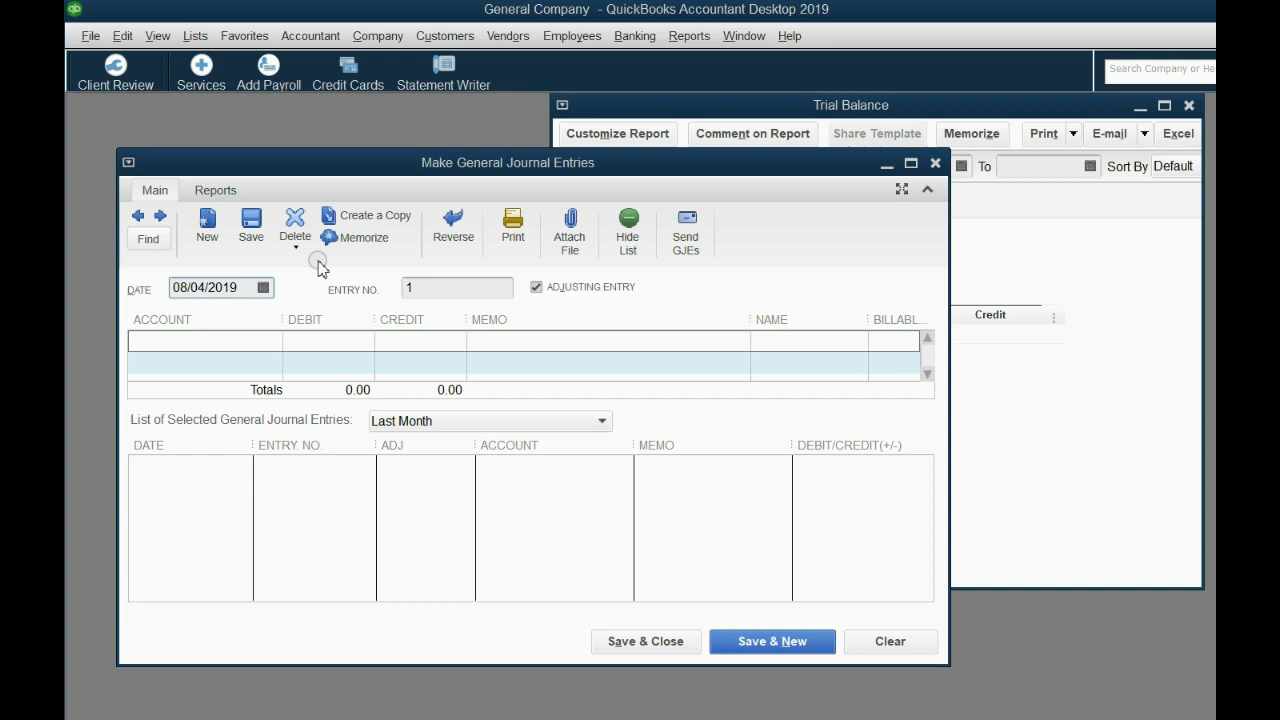 General Company - QuickBooks Accountant Desktop 2019
File Edit View Lists Favorites Accountant Company Customers Vendors Employees Banking Reports Window Help
Client Review Services Add Payroll Credit Cards Statement Writer
Search Company or He
Trial Balance
Customize Report Comment on Report Share Template Memorize Print E-mail Excel
To Sort By Default
Credit
Make General Journal Entries
Main Reports
Find New Save Delete Create a Copy
Memorize
Reverse Print Attach File Hide List Send GJEs
DATE 08/04/2019 ENTRY NO. 1 ADJUSTING ENTRY
ACCOUNT DEBIT CREDIT MEMO NAME BILLABL...
Totals 0.00 0.00
List of Selected General Journal Entries: Last Month
DATE ENTRY. NO. ADJ ACCOUNT MEMO DEBIT/CREDIT(+/-)
Save & Close Save & New Clear